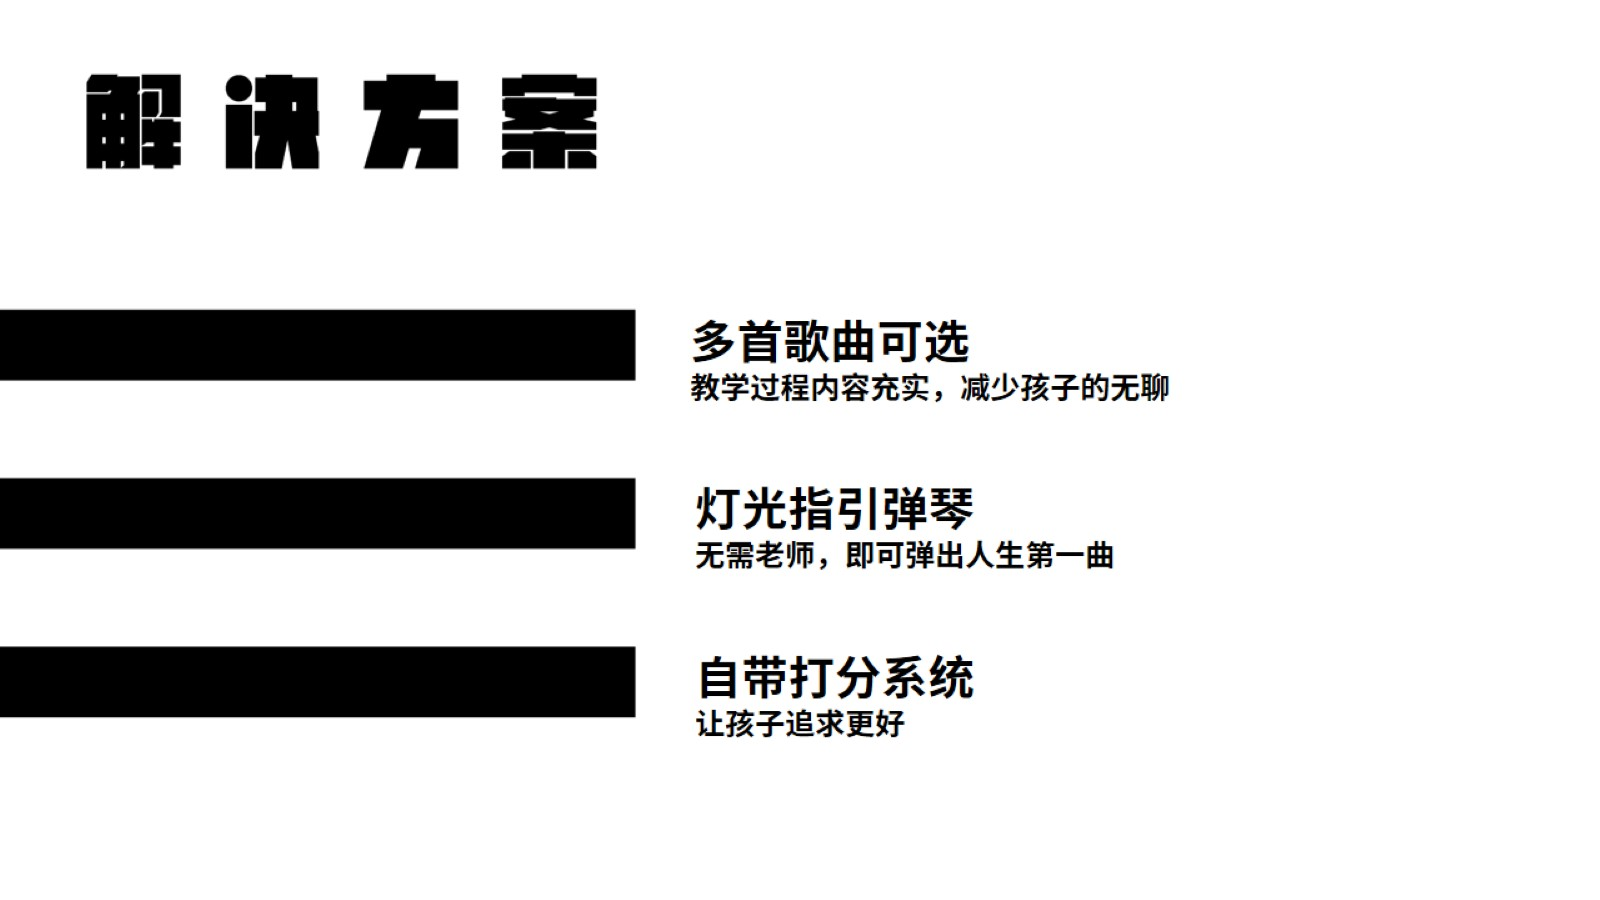 解决方案
多首歌曲可选
教学过程内容充实，减少孩子的无聊
灯光指引弹琴
无需老师，即可弹出人生第一曲
自带打分系统
让孩子追求更好